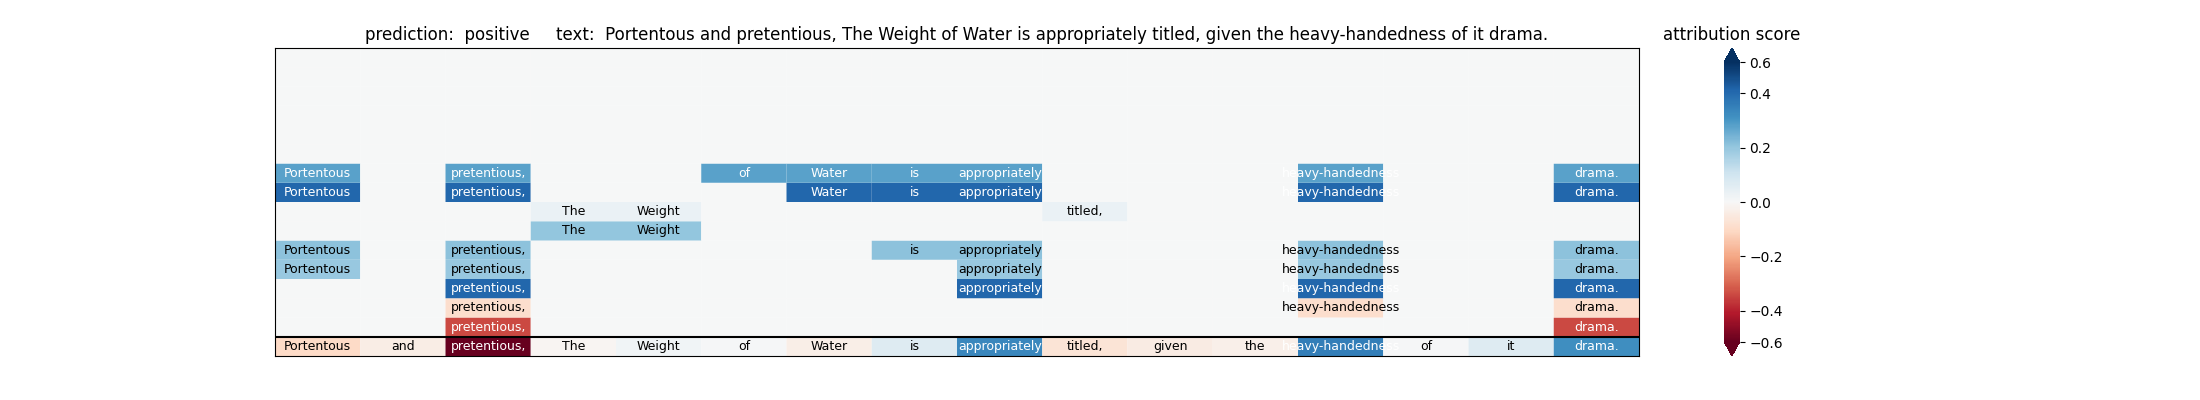 prediction:  positive     text:  Portentous and pretentious, The Weight of Water is appropriately titled, given the heavy-handedness of it drama.
attribution score
Portentous pretentious, of Water is appropriately heavy-handedness drama.
Portentous pretentious, Water is appropriately heavy-handedness drama.
The Weight titled,
The Weight
Portentous pretentious, is appropriately heavy-handedness drama.
Portentous pretentious, appropriately heavy-handedness drama.
pretentious, appropriately heavy-handedness drama.
pretentious, heavy-handedness drama.
pretentious, drama.
Portentous and pretentious, The Weight of Water is appropriately titled, given the heavy-handedness of it drama.
0.6
0.4
0.2
0.0
−0.2
−0.4
−0.6